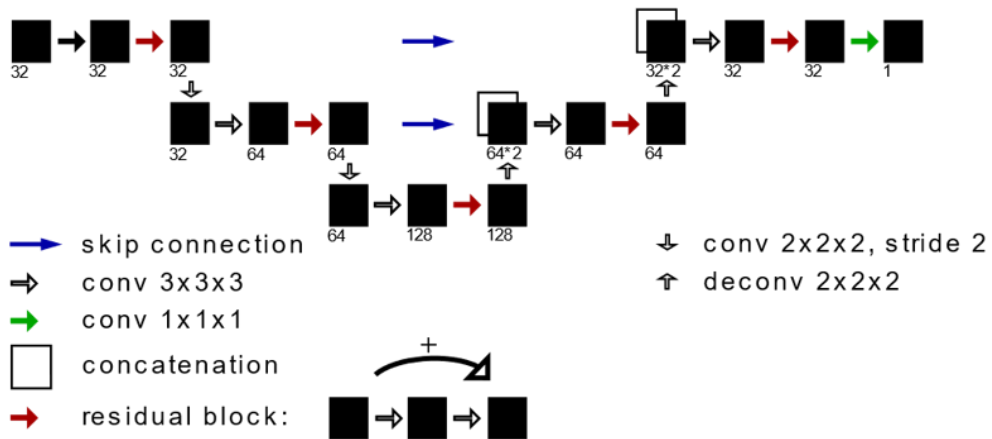 32 32 32 32*2 32 32 1
32 64 64 64*2 64 64
64 128 128
skip connection
conv 3x3x3
conv 1x1x1
concatenation
residual block:
conv 2x2x2, stride 2
deconv 2x2x2
+